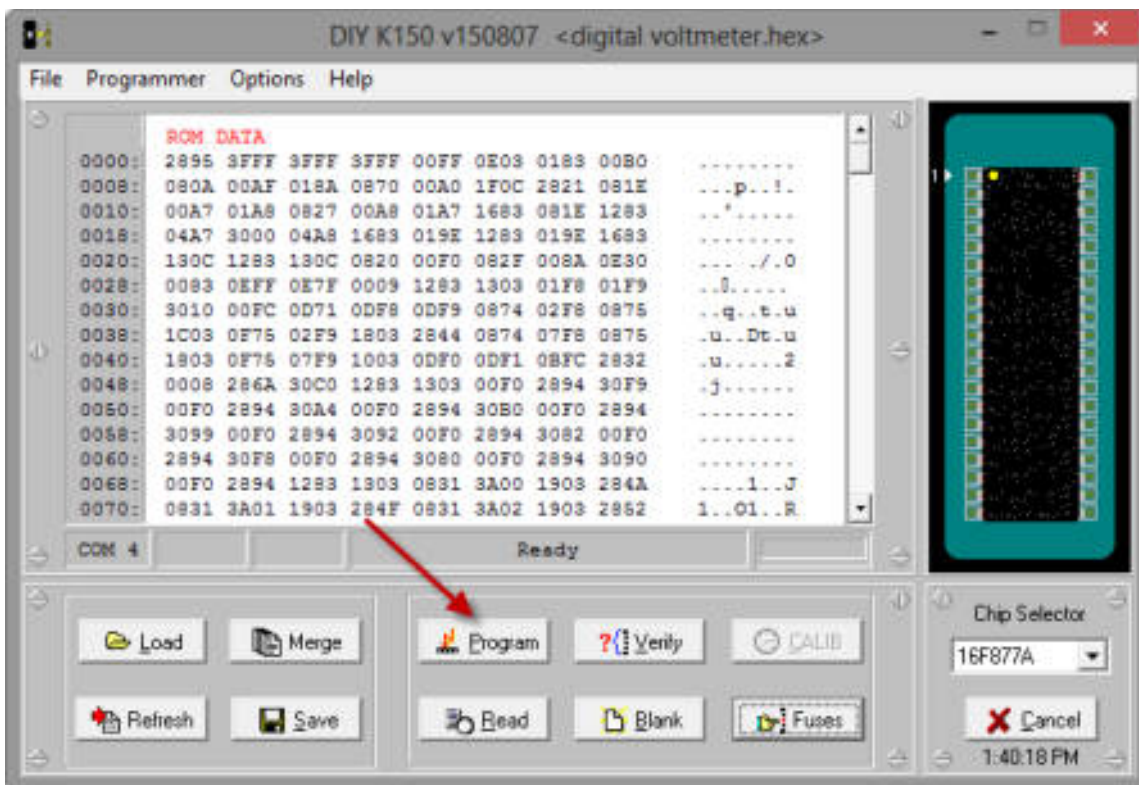 DIY K150 v150807 <digital voltmeter.hex>
File Programmer Options Help
ROM DATA
0000: 2895 3FFF 3FFF 3FFF 00FF 0E03 0183 00B0 ........
0008: 080A 00AF 018A 0870 00A0 1F0C 2821 081E ...p..!.
0010: 00A7 01A8 0827 00A8 01A7 1683 081E 1283 ..'.....
0018: 04A7 3000 04A8 1683 019E 1283 019E 1683 ........
0020: 130C 1283 130C 0820 00F0 082F 008A 0E30 ... ./.0
0028: 0083 0EFF 0E7F 0009 1283 1303 01F8 01F9
0030: 3010 00FC 0D71 0DF8 0DF9 0874 02F8 0875 ..q..t.u
0038: 1C03 0F75 02F9 1803 2844 0874 07F8 0875 .u..Dt.u
0040: 1803 0F75 07F9 1003 0DF0 0DF1 0BFC 2832 .u.....2
0048: 0008 286A 30C0 1283 1303 00F0 2894 30F9 .j......
0050: 00F0 2894 30A4 00F0 2894 30B0 00F0 2894 ........
0058: 3099 00F0 2894 3092 00F0 2894 3082 00F0 ........
0060: 2894 30F8 00F0 2894 3080 00F0 2894 3090 ........
0068: 00F0 2894 1283 1303 0831 3A00 1903 284A ....1..J
0070: 0831 3A01 1903 284F 0831 3A02 1903 2852 1..O1..R
COM 4 Ready
1
Load Merge Program Verify CALIB
Chip Selector
16F877A
Refresh Save Read Blank Fuses Cancel
1:40:18 PM